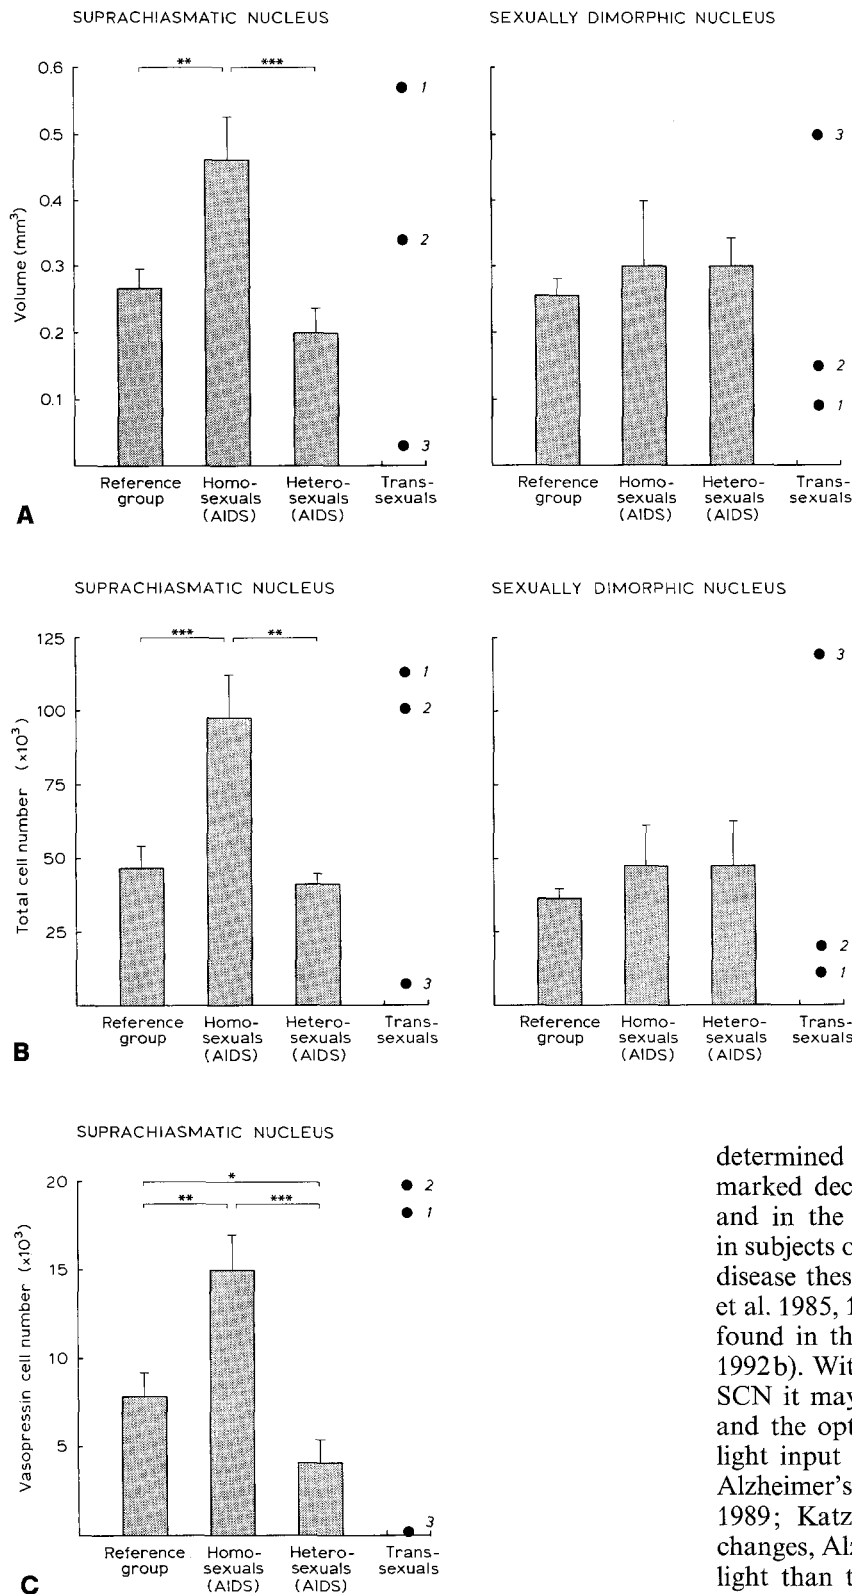 SUPRACHIASMATIC NUCLEUS
SEXUALLY DIMORPHIC NUCLEUS
Volume (mm³)
0.6
0.5
0.4
0.3
0.2
0.1
** ***
1
2
3
3
2
1
Reference group
Homo-sexuals (AIDS)
Hetero-sexuals (AIDS)
Trans-sexuals
Reference group
Homo-sexuals (AIDS)
Hetero-sexuals (AIDS)
Trans-sexuals
A
SUPRACHIASMATIC NUCLEUS
SEXUALLY DIMORPHIC NUCLEUS
Total cell number (x10³)
125
100
75
50
25
*** **
1
2
3
3
2
1
Reference group
Homo-sexuals (AIDS)
Hetero-sexuals (AIDS)
Trans-sexuals
Reference group
Homo-sexuals (AIDS)
Hetero-sexuals (AIDS)
Trans-sexuals
B
SUPRACHIASMATIC NUCLEUS
Vasopressin cell number (x10³)
20
15
10
5
*
** ***
2
1
3
Reference group
Homo-sexuals (AIDS)
Hetero-sexuals (AIDS)
Trans-sexuals
C
determined
marked dec
and in the
in subjects o
disease thes
et al. 1985, 1
found in th
1992b). Wit
SCN it may
and the opt
light input
Alzheimer's
1989; Katz
changes, Al
light than t